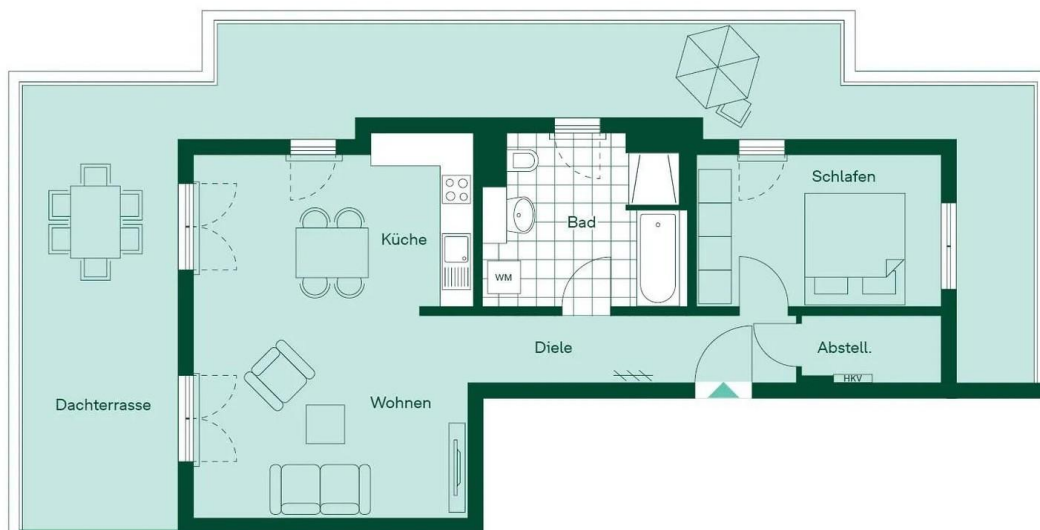 Schlafen
Küche
Bad
WM
Diele
Abstell.
HKV
Dachterrasse
Wohnen